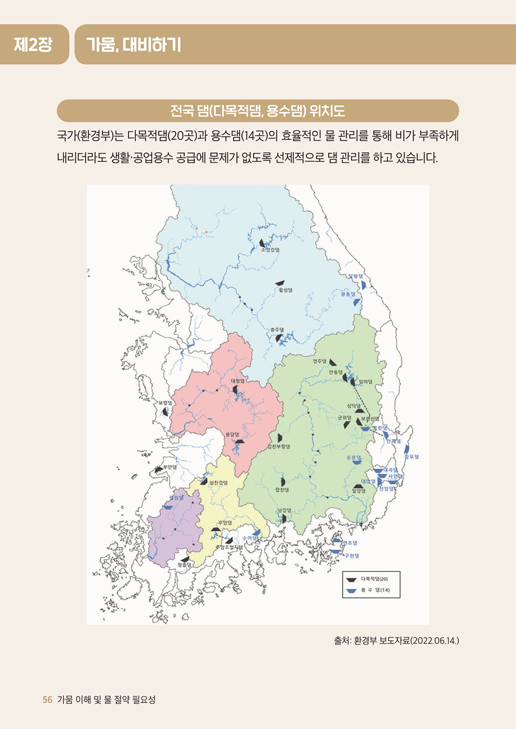 제2장
가뭄, 대비하기
전국 댐(다목적댐, 용수댐) 위치도
국가(환경부)는 다목적댐(20곳)과 용수댐(14곳)의 효율적인 물 관리를 통해 비가 부족하게
내리더라도 생활·공업용수 공급에 문제가 없도록 선제적으로 댐 관리를 하고 있습니다.
소양강댐
횡성댐
달방댐
광동댐
충주댐
영주댐
안동댐
임하댐
대청댐
보령댐
성덕댐
군위댐
보현산댐
용담댐
김천부항댐
안계댐
감포댐
운문댐
부안댐
대곡댐
사연댐
대암댐
선암댐
밀양댐
섬진강댐
합천댐
평림댐
남강댐
주암댐
수어댐
주암조절지댐
장흥댐
연초댐
구천댐
다목적댐(20)
용 수 댐(14)
출처: 환경부 보도자료(2022.06.14.)
56 가뭄 이해 및 물 절약 필요성